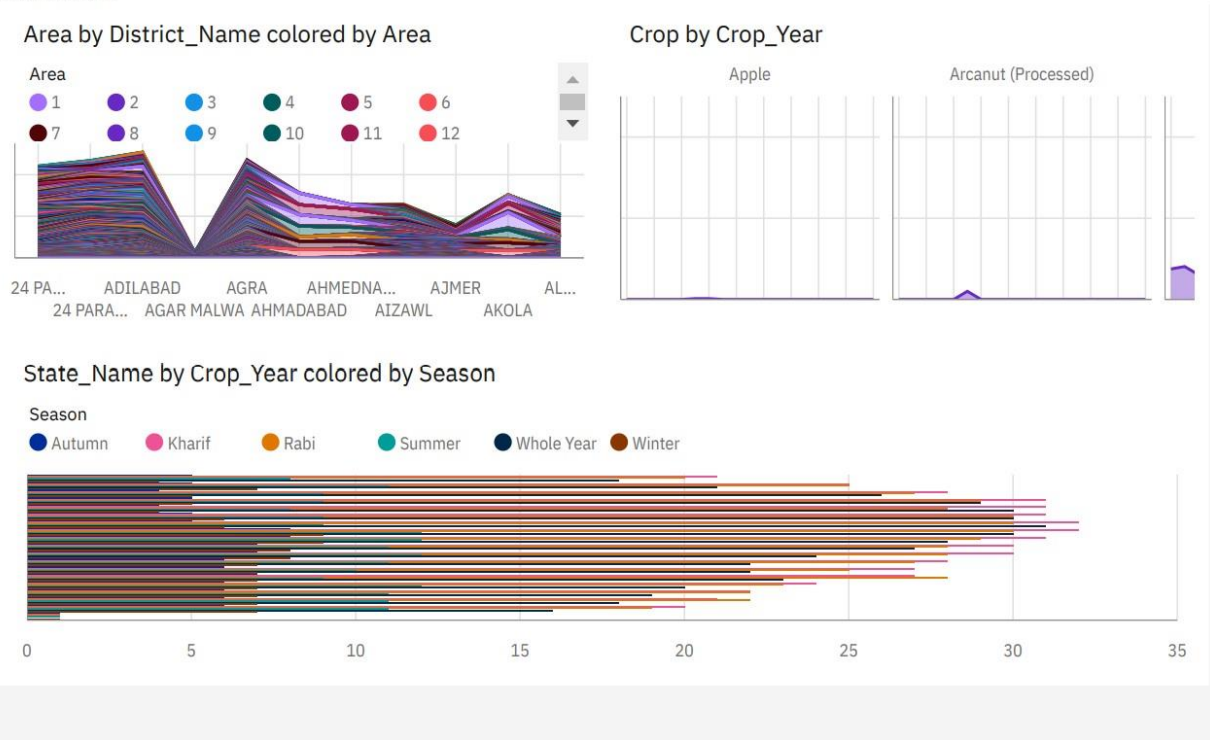 Area by District_Name colored by Area
Area
1 2 3 4 5 6
7 8 9 10 11 12
24 PA... ADILABAD AGRA AHMEDNA... AJMER AL...
24 PARA... AGAR MALWA AHMADABAD AIZAWL AKOLA
Crop by Crop_Year
Apple Arcanut (Processed)
State_Name by Crop_Year colored by Season
Season
Autumn Kharif Rabi Summer Whole Year Winter
0 5 10 15 20 25 30 35